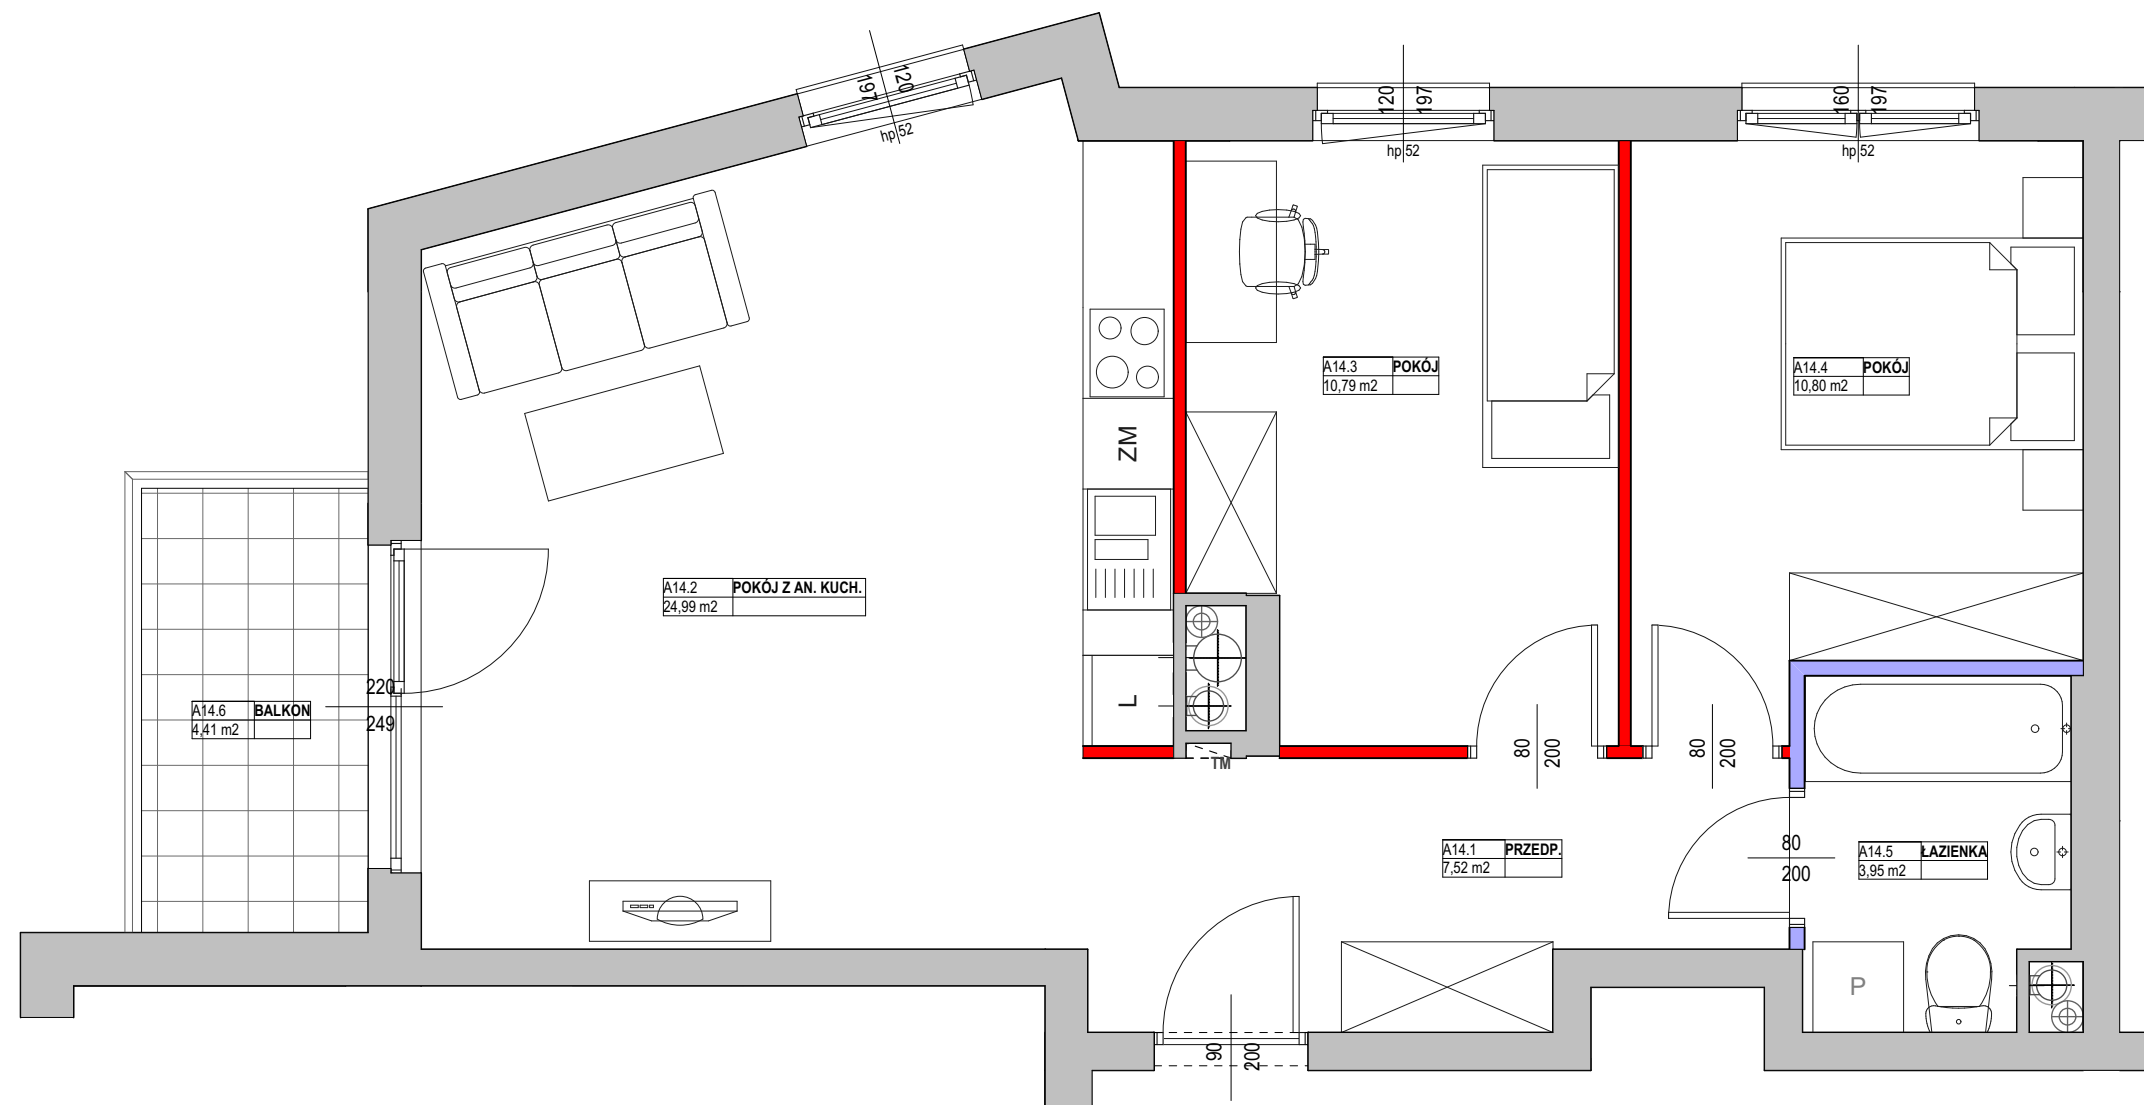 120
197
hp 52
120
197
hp 52
160
197
hp 52
A14.3 POKÓJ
10,79 m2
A14.4 POKÓJ
10,80 m2
ZM
A14.2 POKÓJ Z AN. KUCH.
24,99 m2
220
249
A14.6 BALKON
4,41 m2
L
TM
80
200
80
200
A14.1 PRZEDP.
7,52 m2
80
200
A14.5 ŁAZIENKA
3,95 m2
P
90
200